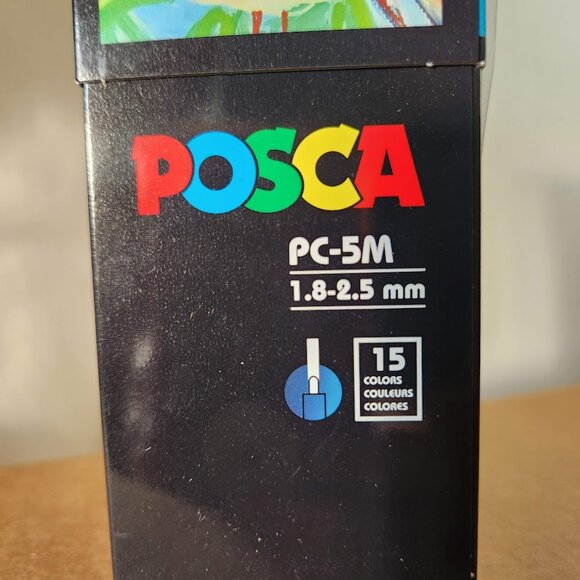 POSCA
PC-5M
1.8-2.5 mm
15
COLORS
COULEURS
COLORES